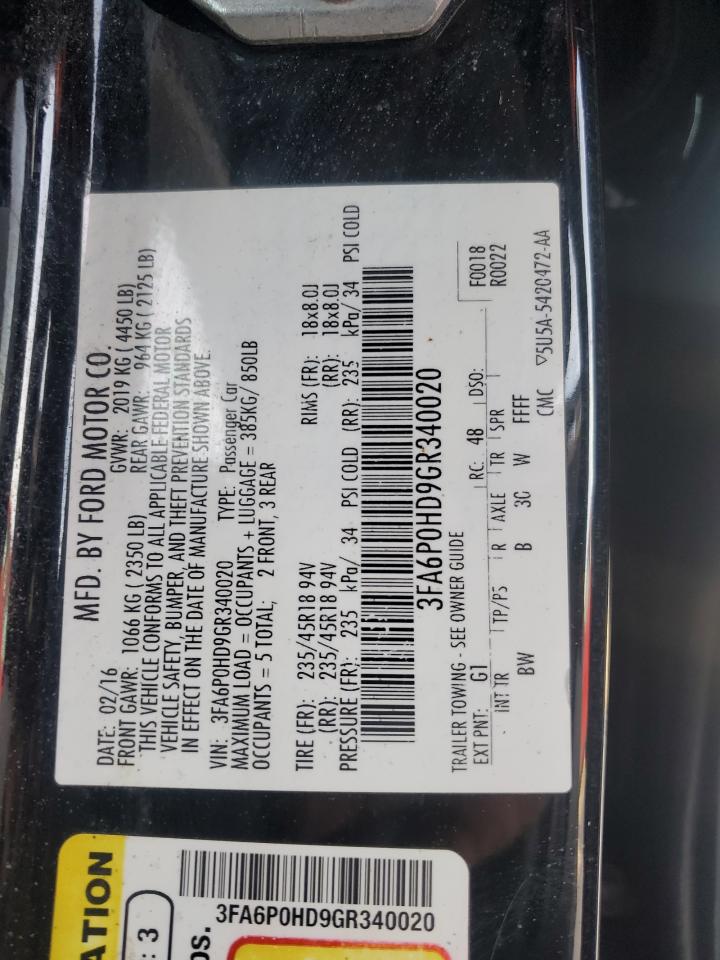 MFD. BY FORD MOTOR CO.
DATE: 02/16 GVWR: 2019 KG ( 4450 LB)
FRONT GAWR: 1066 KG ( 2350 LB) REAR GAWR: 964 KG ( 2125 LB)
THIS VEHICLE CONFORMS TO ALL APPLICABLE FEDERAL MOTOR
VEHICLE SAFETY, BUMPER, AND THEFT PREVENTION STANDARDS
IN EFFECT ON THE DATE OF MANUFACTURE SHOWN ABOVE.
VIN: 3FA6P0HD9GR340020 TYPE: Passenger Car
MAXIMUM LOAD = OCCUPANTS + LUGGAGE = 385KG/ 850LB
OCCUPANTS = 5 TOTAL; 2 FRONT, 3 REAR
TIRE (FR): 235/45R18 94V RIMS (FR): 18x8.0J
(RR): 235/45R18 94V (RR): 18x8.0J
PRESSURE (FR): 235 kPa/ 34 PSI COLD (RR): 235 kPa/ 34 PSI COLD
3FA6P0HD9GR340020
TRAILER TOWING - SEE OWNER GUIDE F0018
EXT PNT: G1 RC: 48 DSO: R0022
INT TR TP/PS R AXLE TR SPR
BW B 3G W FFFF
CMC ▽5U5A-5420472-AA
ATION
: 3
os.
3FA6P0HD9GR340020